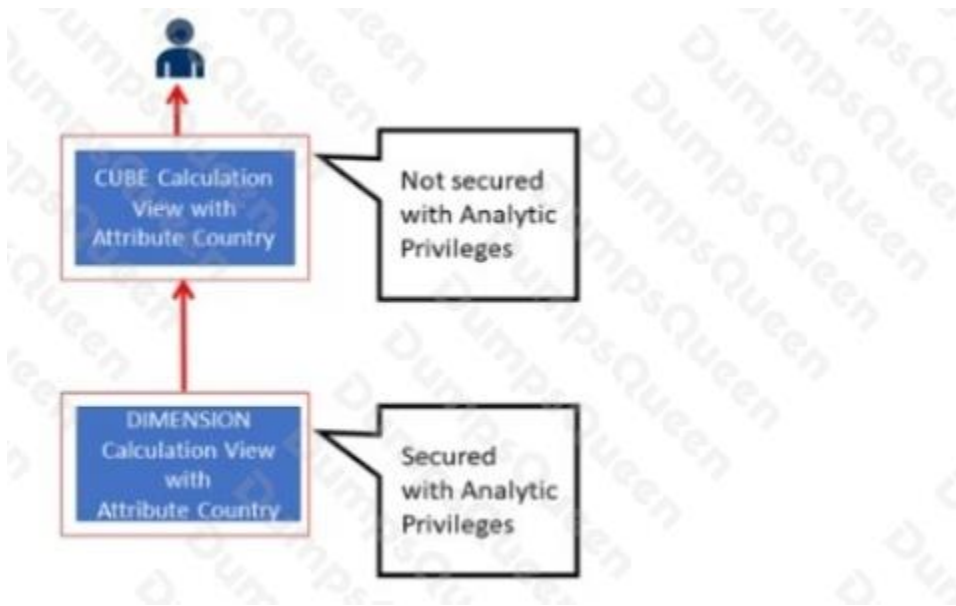 CUBE Calculation
View with
Attribute Country
Not secured
with Analytic
Privileges
DIMENSION
Calculation View
with
Attribute Country
Secured
with Analytic
Privileges
DumpsQueen